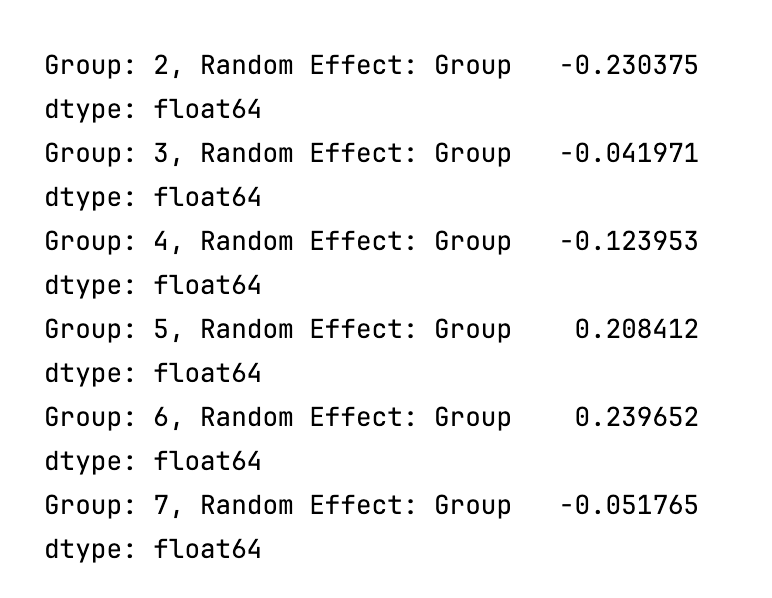 Group: 2, Random Effect: Group   -0.230375
dtype: float64
Group: 3, Random Effect: Group   -0.041971
dtype: float64
Group: 4, Random Effect: Group   -0.123953
dtype: float64
Group: 5, Random Effect: Group    0.208412
dtype: float64
Group: 6, Random Effect: Group    0.239652
dtype: float64
Group: 7, Random Effect: Group   -0.051765
dtype: float64